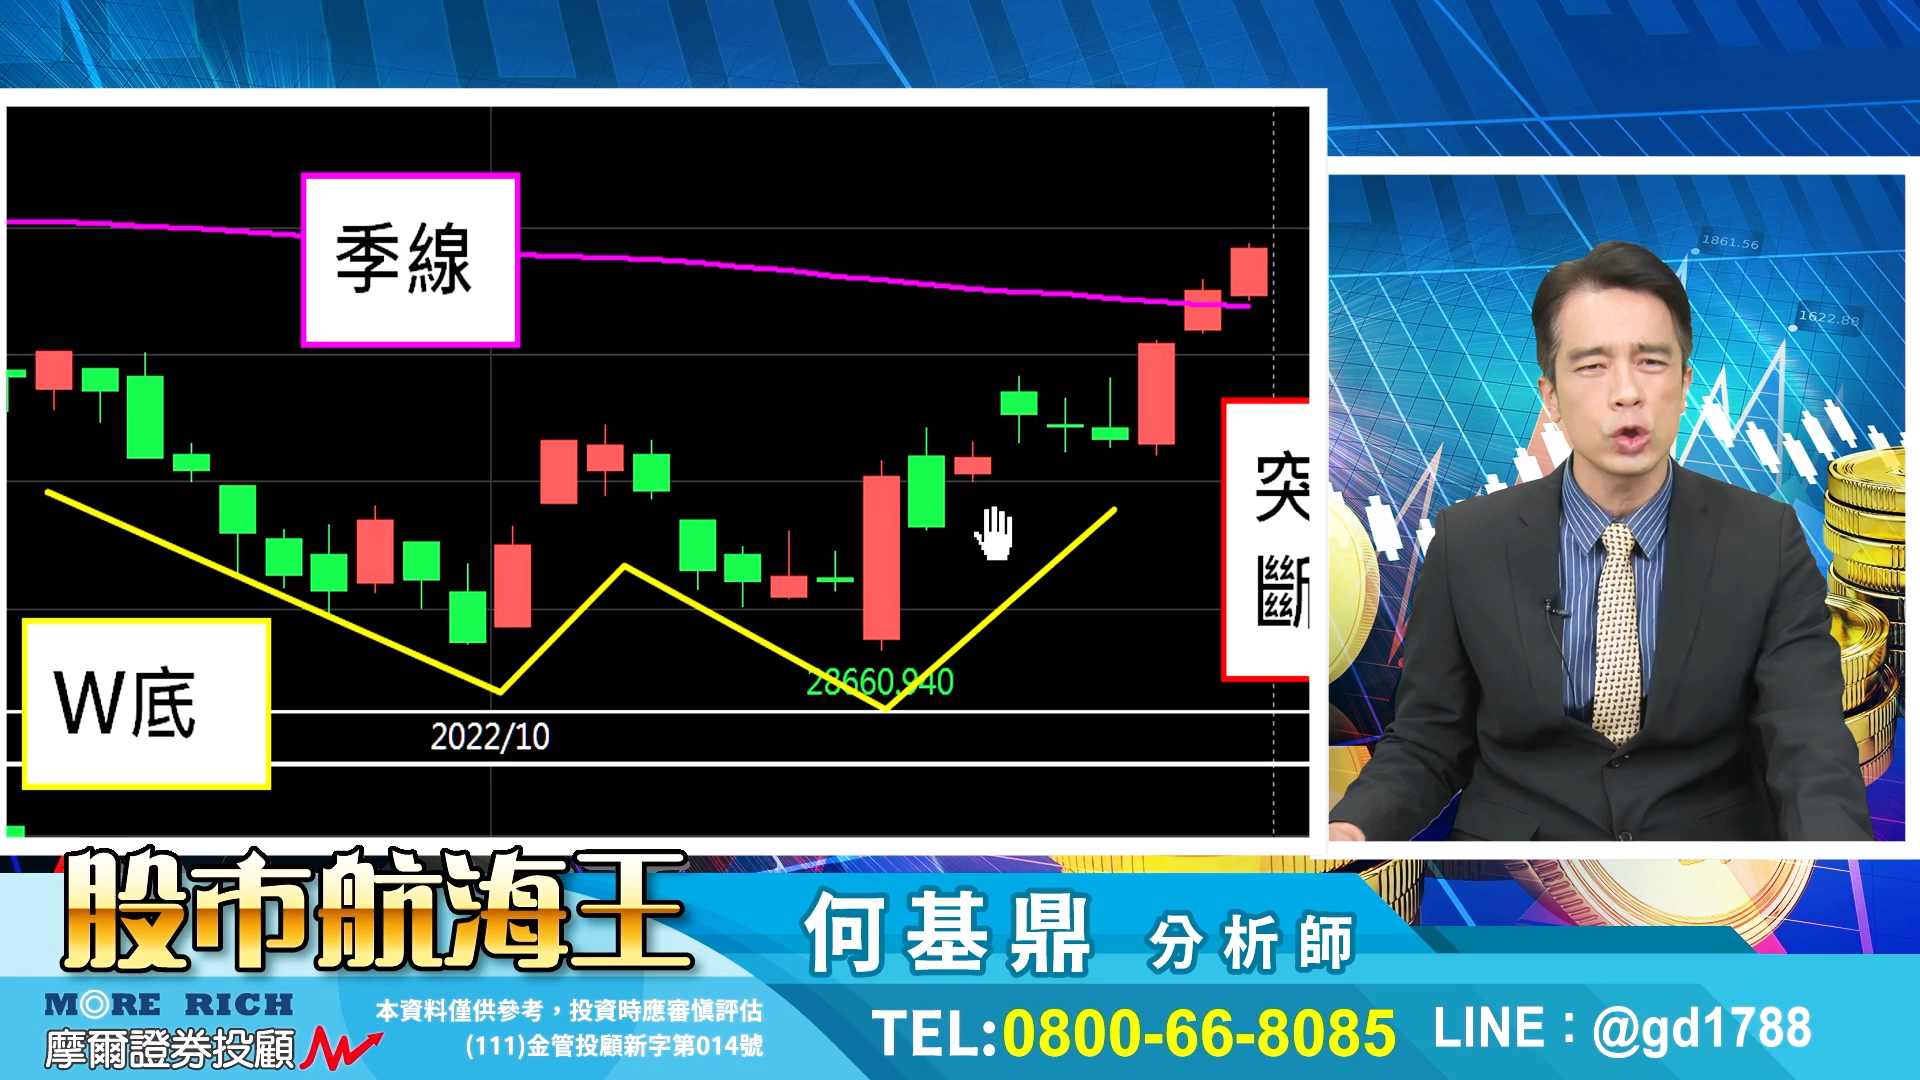 1861.56
1622.88
季線
突
斷
W底
28660.940
2022/10
股市航海王
何基鼎 分析師
MORE RICH
摩爾證券投顧
本資料僅供參考，投資時應審慎評估
(111)金管投顧新字第014號
TEL:0800-66-8085
LINE：@gd1788